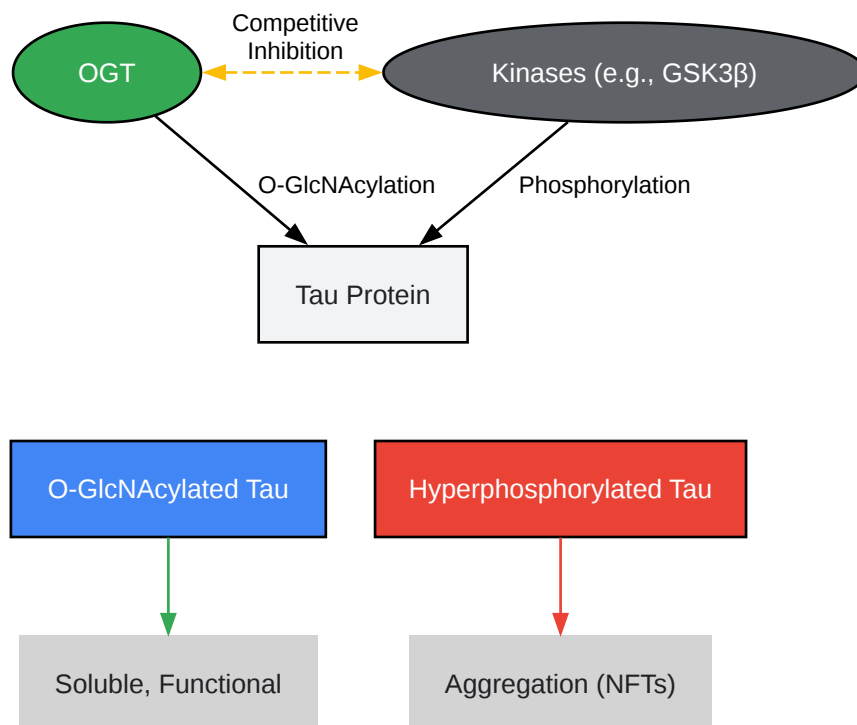 Competitive
Inhibition
OGT
Kinases (e.g., GSK3β)
O-GlcNAcylation
Phosphorylation
Tau Protein
O-GlcNAcylated Tau
Hyperphosphorylated Tau
Soluble, Functional
Aggregation (NFTs)